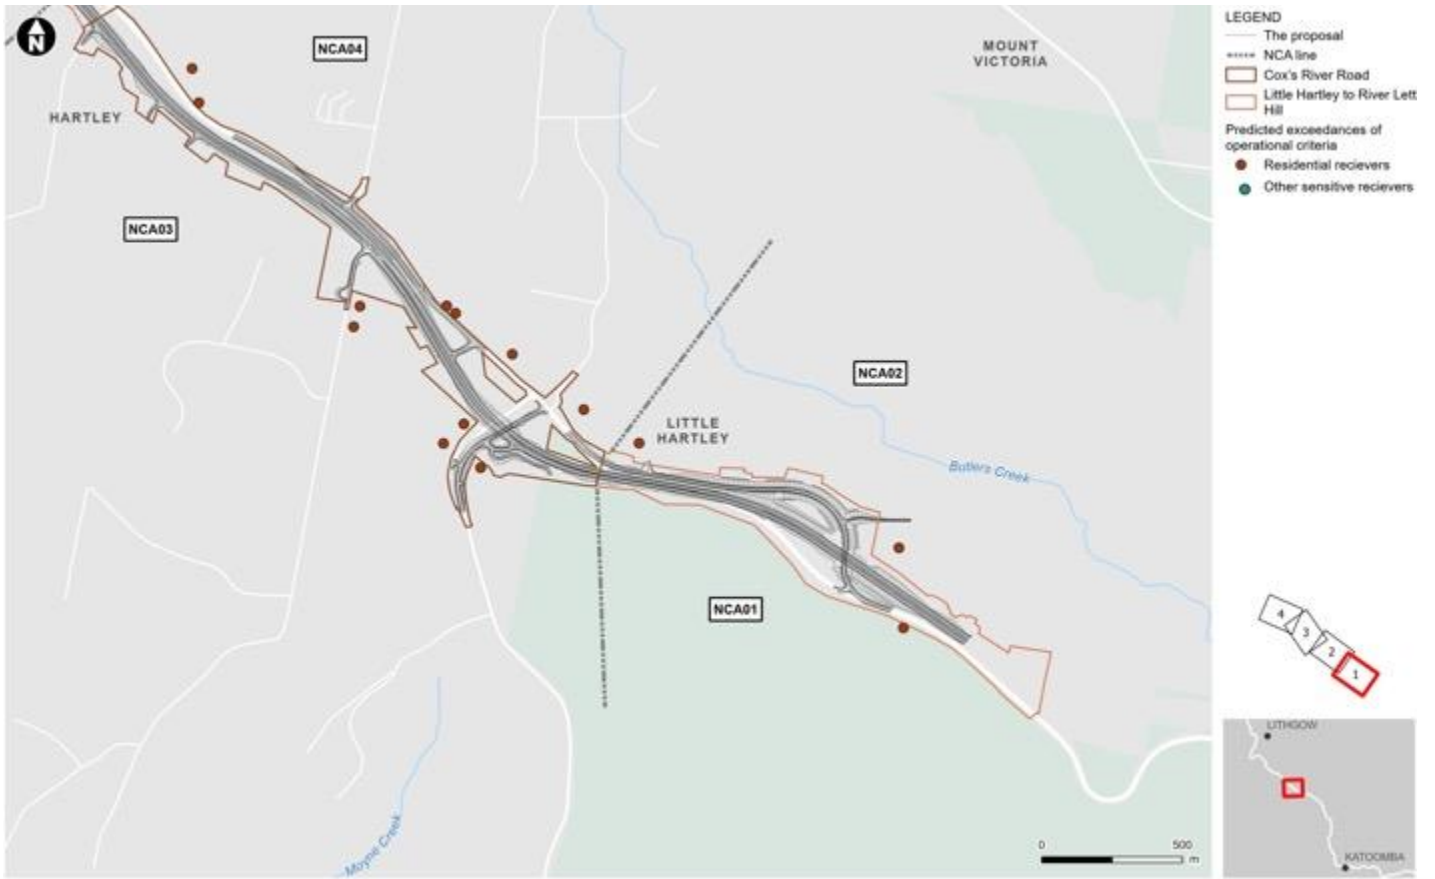 N
NCA04
MOUNT
VICTORIA
HARTLEY
NCA03
NCA02
LITTLE
HARTLEY
Butlers Creek
NCA01
Moyne Creek
0 500
m
LEGEND
The proposal
NCA line
Cox's River Road
Little Hartley to River Lett
Hill
Predicted exceedances of
operational criteria
Residential recievers
Other sensitive recievers
4
3
2
1
LITHGOW
KATOOMBA